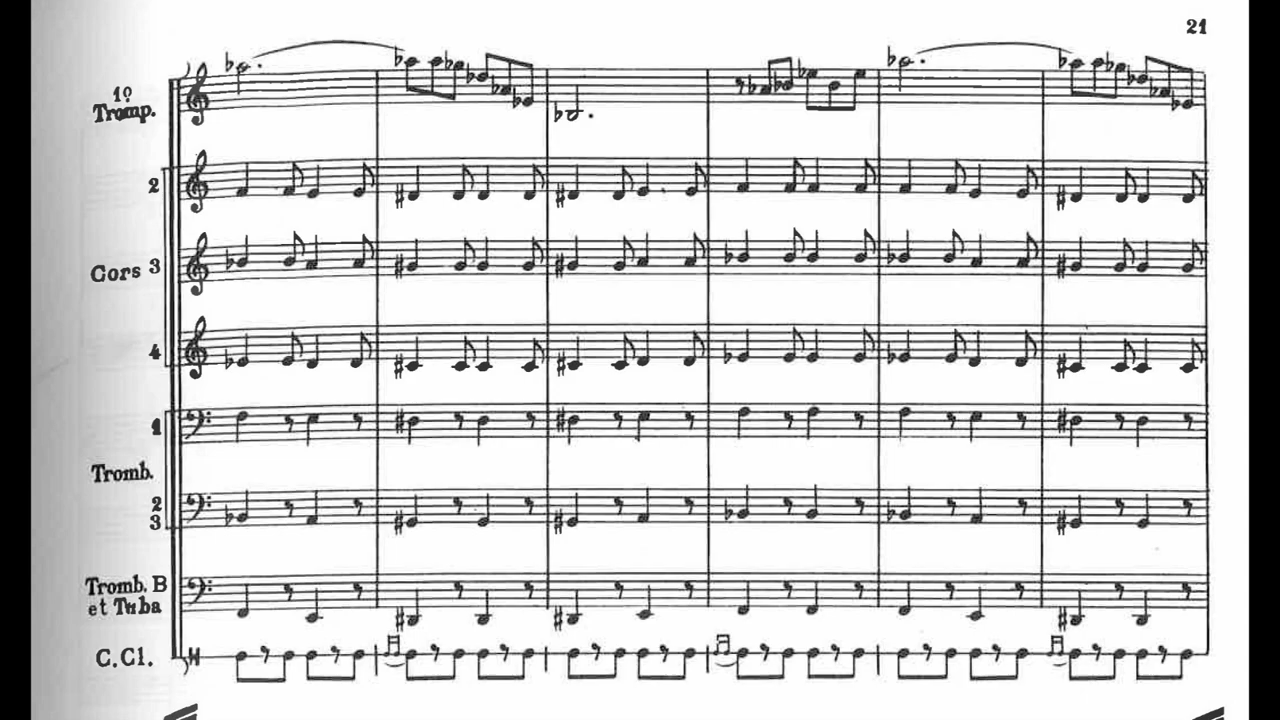 21
1º
Tromp.
2
Cors 3
4
1
Tromb.
2
3
Tromb. B
et Tuba
C. Cl.